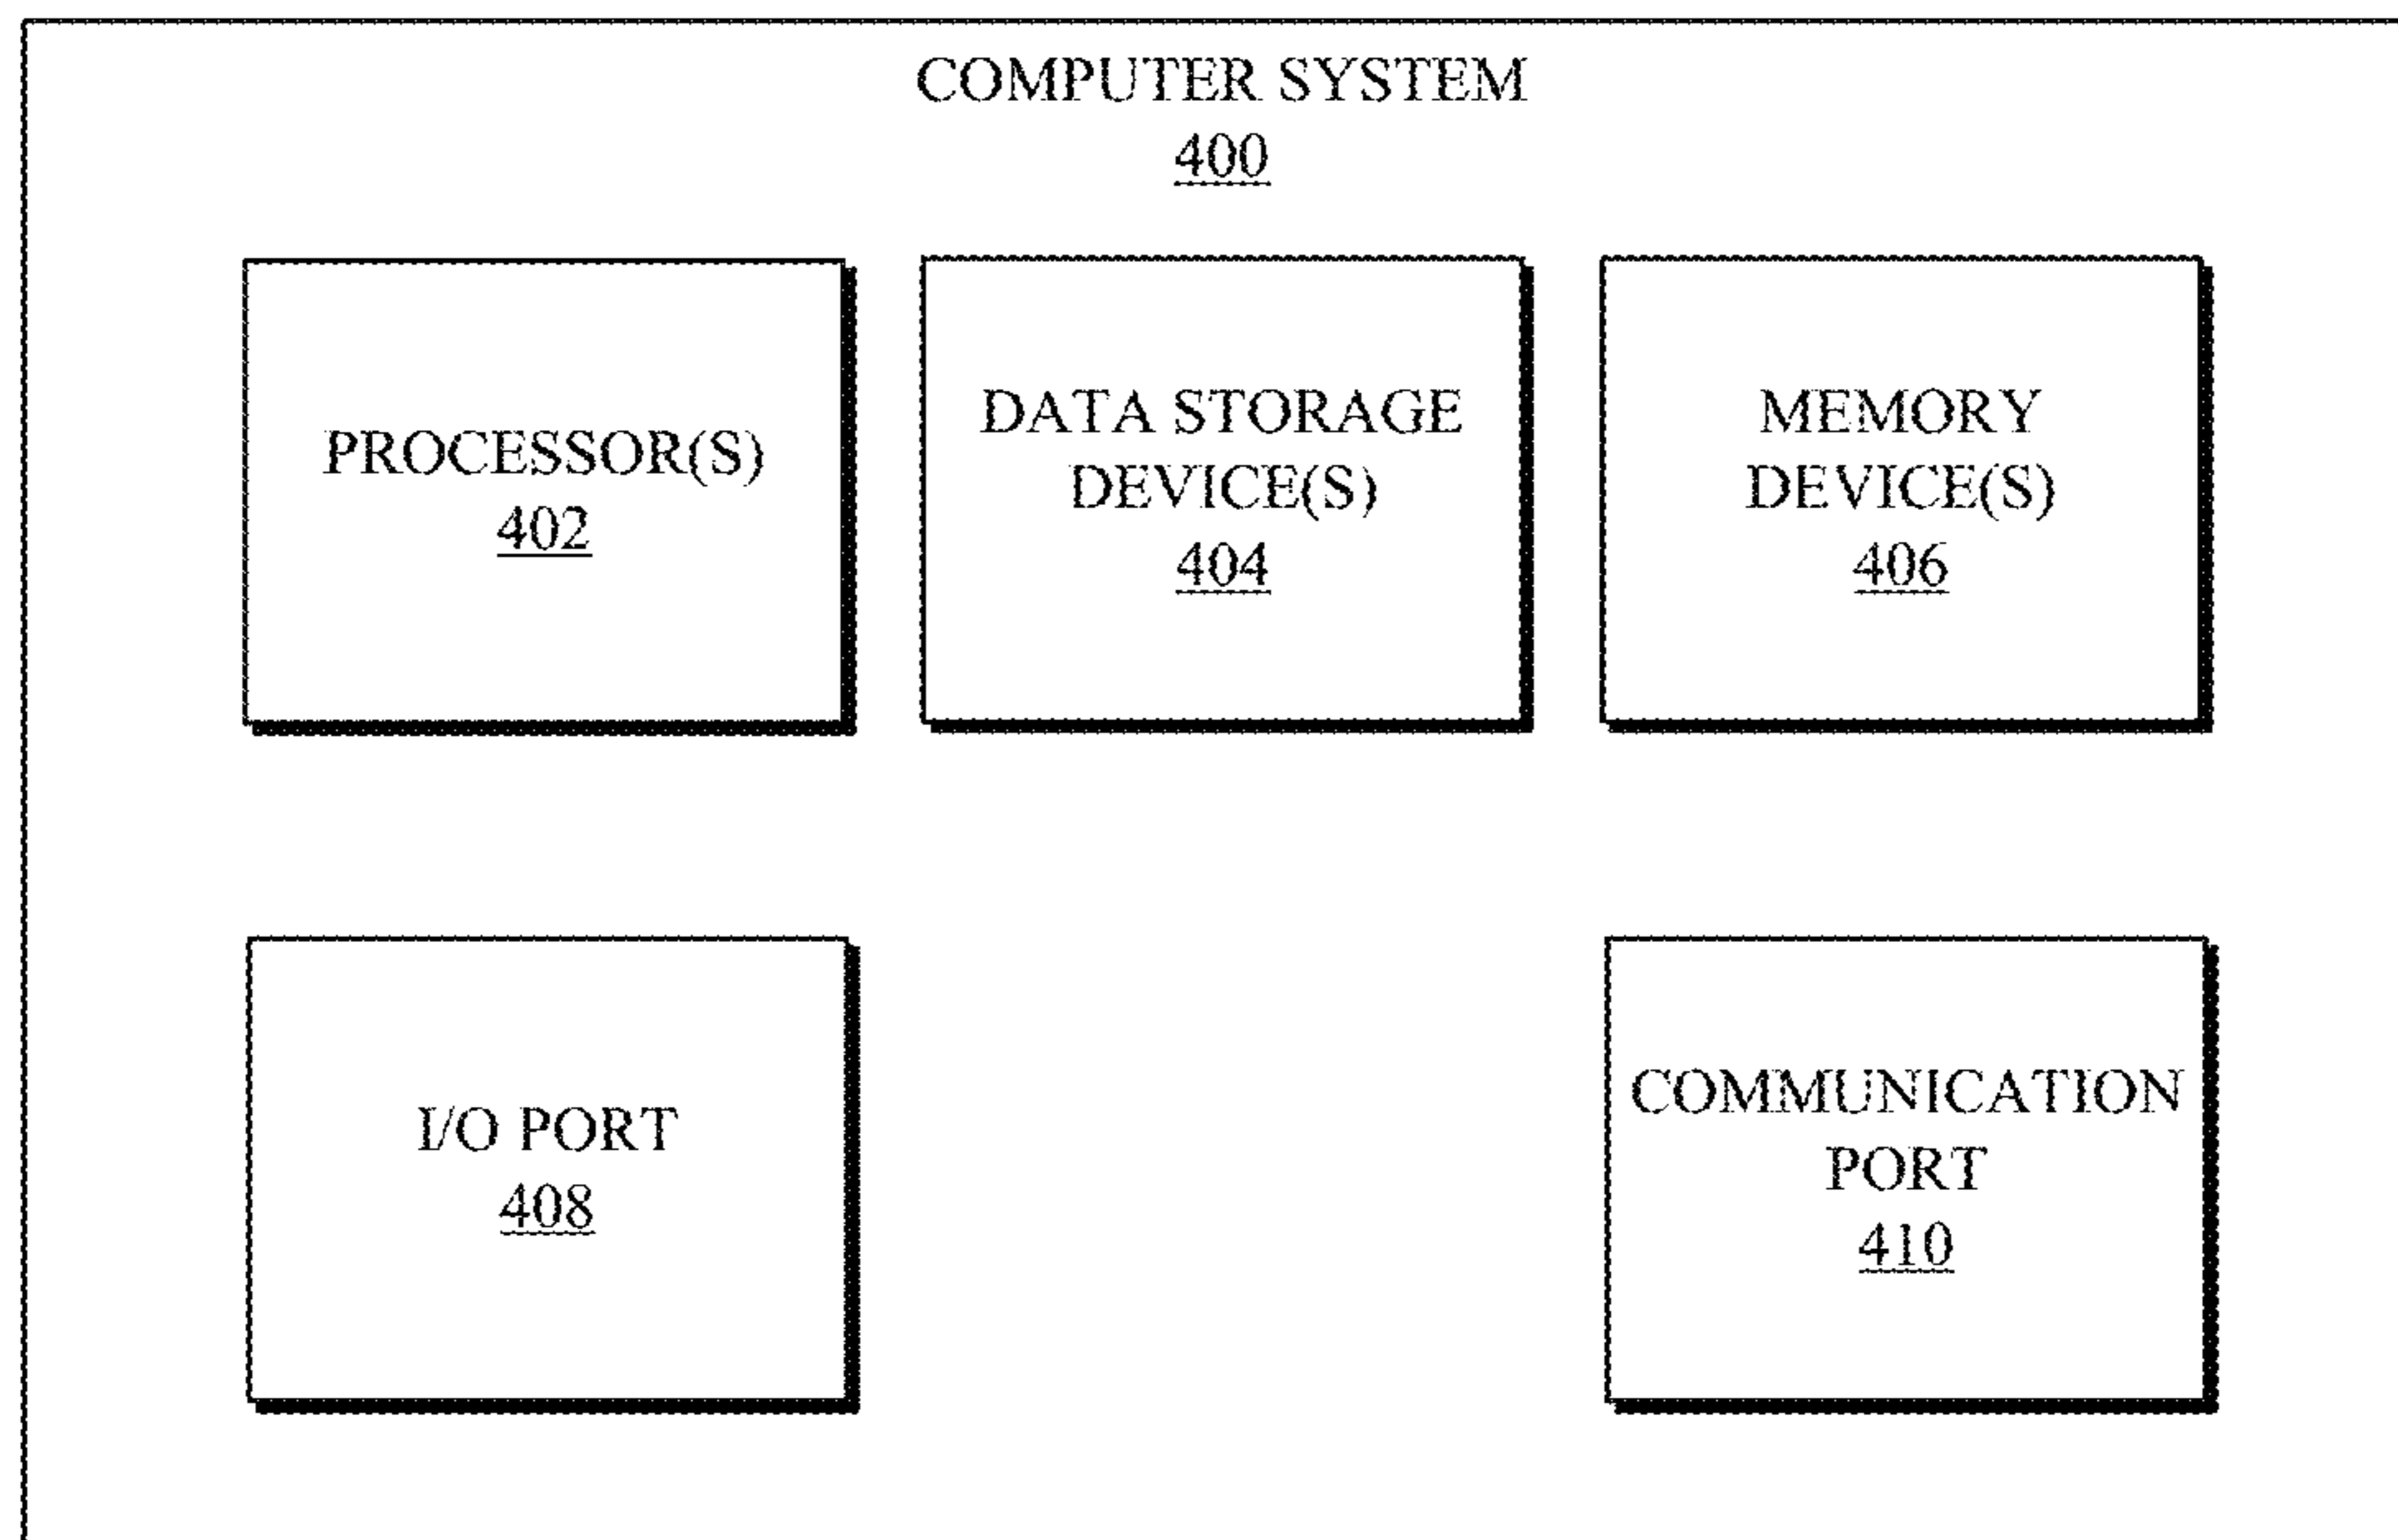 COMPUTER SYSTEM
400
PROCESSOR(S)
402
DATA STORAGE
DEVICE(S)
404
MEMORY
DEVICE(S)
406
I/O PORT
408
COMMUNICATION
PORT
410